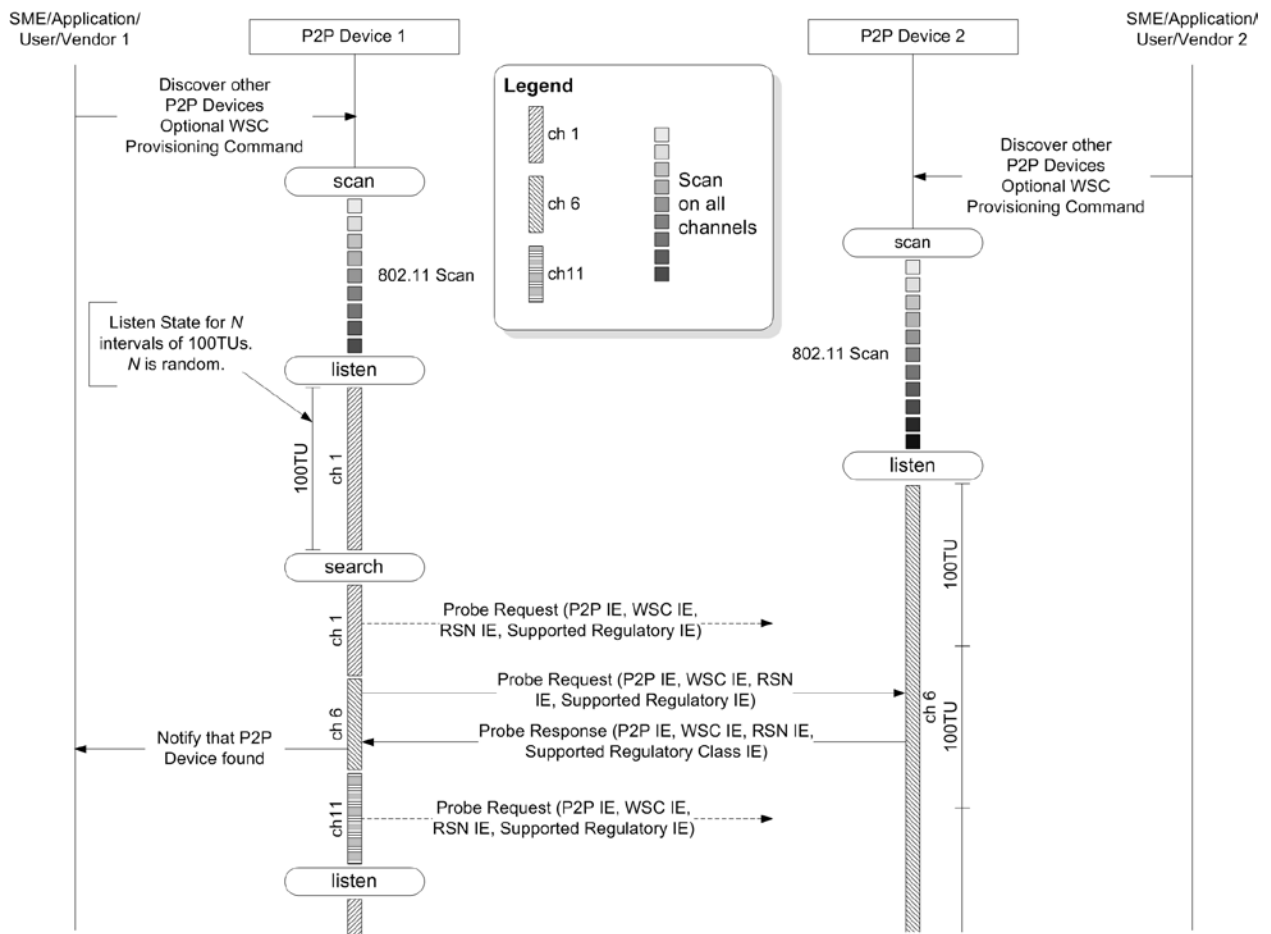 SME/Application/
User/Vendor 1
P2P Device 1
P2P Device 2
SME/Application/
User/Vendor 2
Discover other
P2P Devices
Optional WSC
Provisioning Command
Legend
ch 1
ch 6
ch11
Scan
on all
channels
Discover other
P2P Devices
Optional WSC
Provisioning Command
scan
scan
802.11 Scan
802.11 Scan
Listen State for N
intervals of 100TUs.
N is random.
listen
listen
100TU
ch 1
100TU
search
ch 1
Probe Request (P2P IE, WSC IE,
RSN IE, Supported Regulatory IE)
ch 6
Probe Request (P2P IE, WSC IE, RSN
IE, Supported Regulatory IE)
ch 6
100TU
Probe Response (P2P IE, WSC IE, RSN IE,
Supported Regulatory Class IE)
Notify that P2P
Device found
ch11
Probe Request (P2P IE, WSC IE,
RSN IE, Supported Regulatory IE)
listen